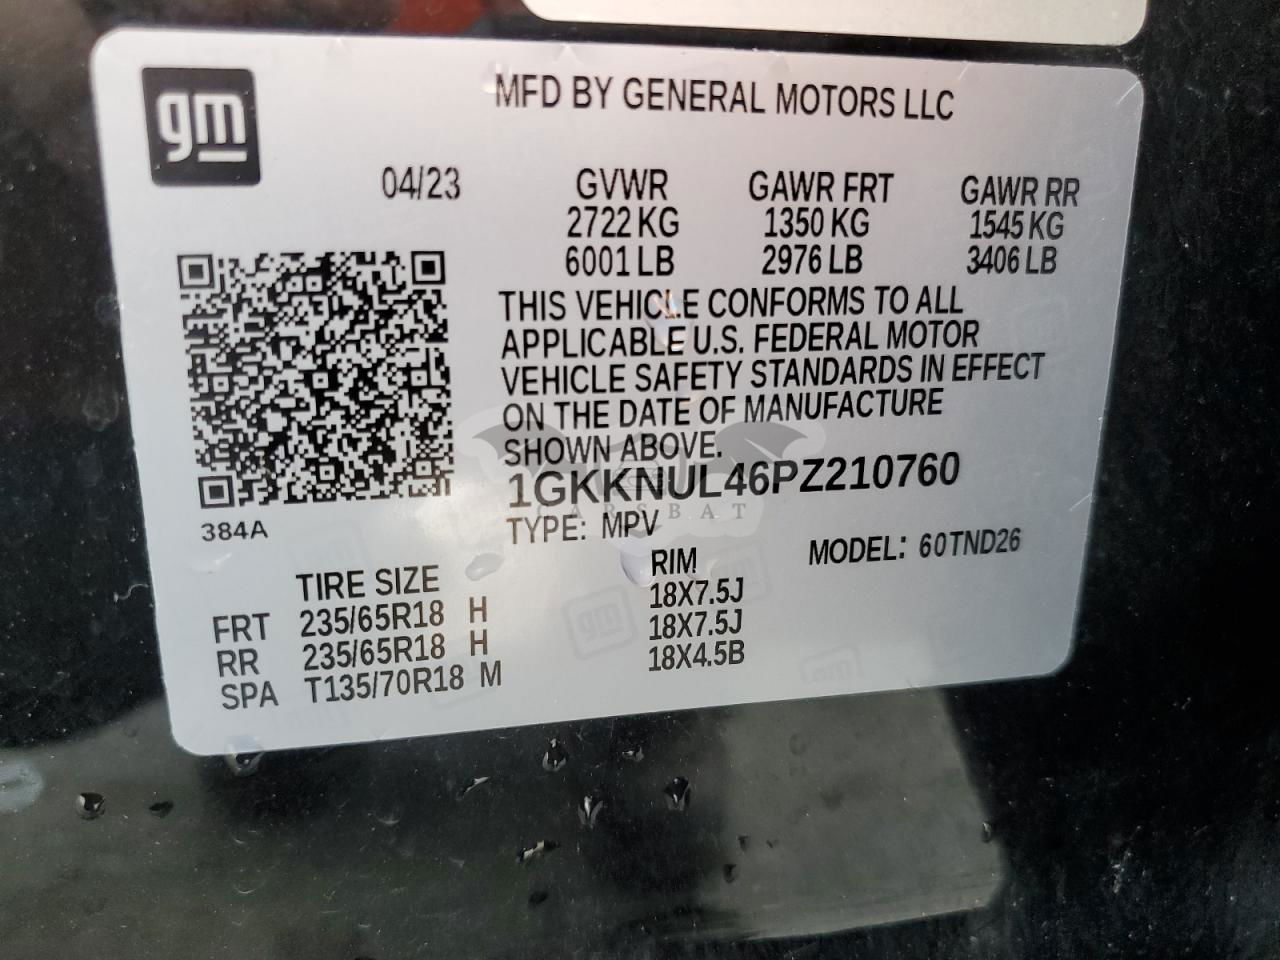 gm
MFD BY GENERAL MOTORS LLC
04/23 GVWR GAWR FRT GAWR RR
2722 KG 1350 KG 1545 KG
6001 LB 2976 LB 3406 LB
THIS VEHICLE CONFORMS TO ALL
APPLICABLE U.S. FEDERAL MOTOR
VEHICLE SAFETY STANDARDS IN EFFECT
ON THE DATE OF MANUFACTURE
SHOWN ABOVE.
1GKKNUL46PZ210760
CARSBAT
384A
TYPE: MPV MODEL: 60TND26
TIRE SIZE RIM
FRT 235/65R18 H 18X7.5J
RR 235/65R18 H 18X7.5J
SPA T135/70R18 M 18X4.5B
gm